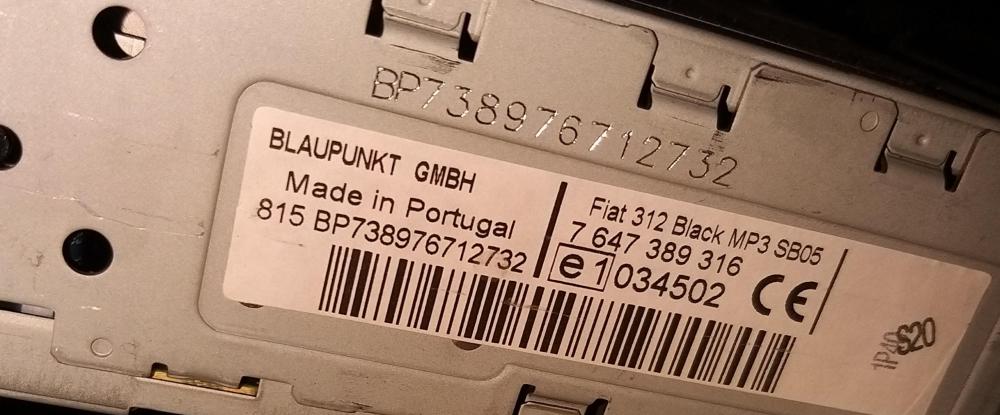 BP738976712732
BLAUPUNKT GMBH
Made in Portugal
815 BP738976712732
Fiat 312 Black MP3 SB05
7 647 389 316
e1 034502 CE
S20